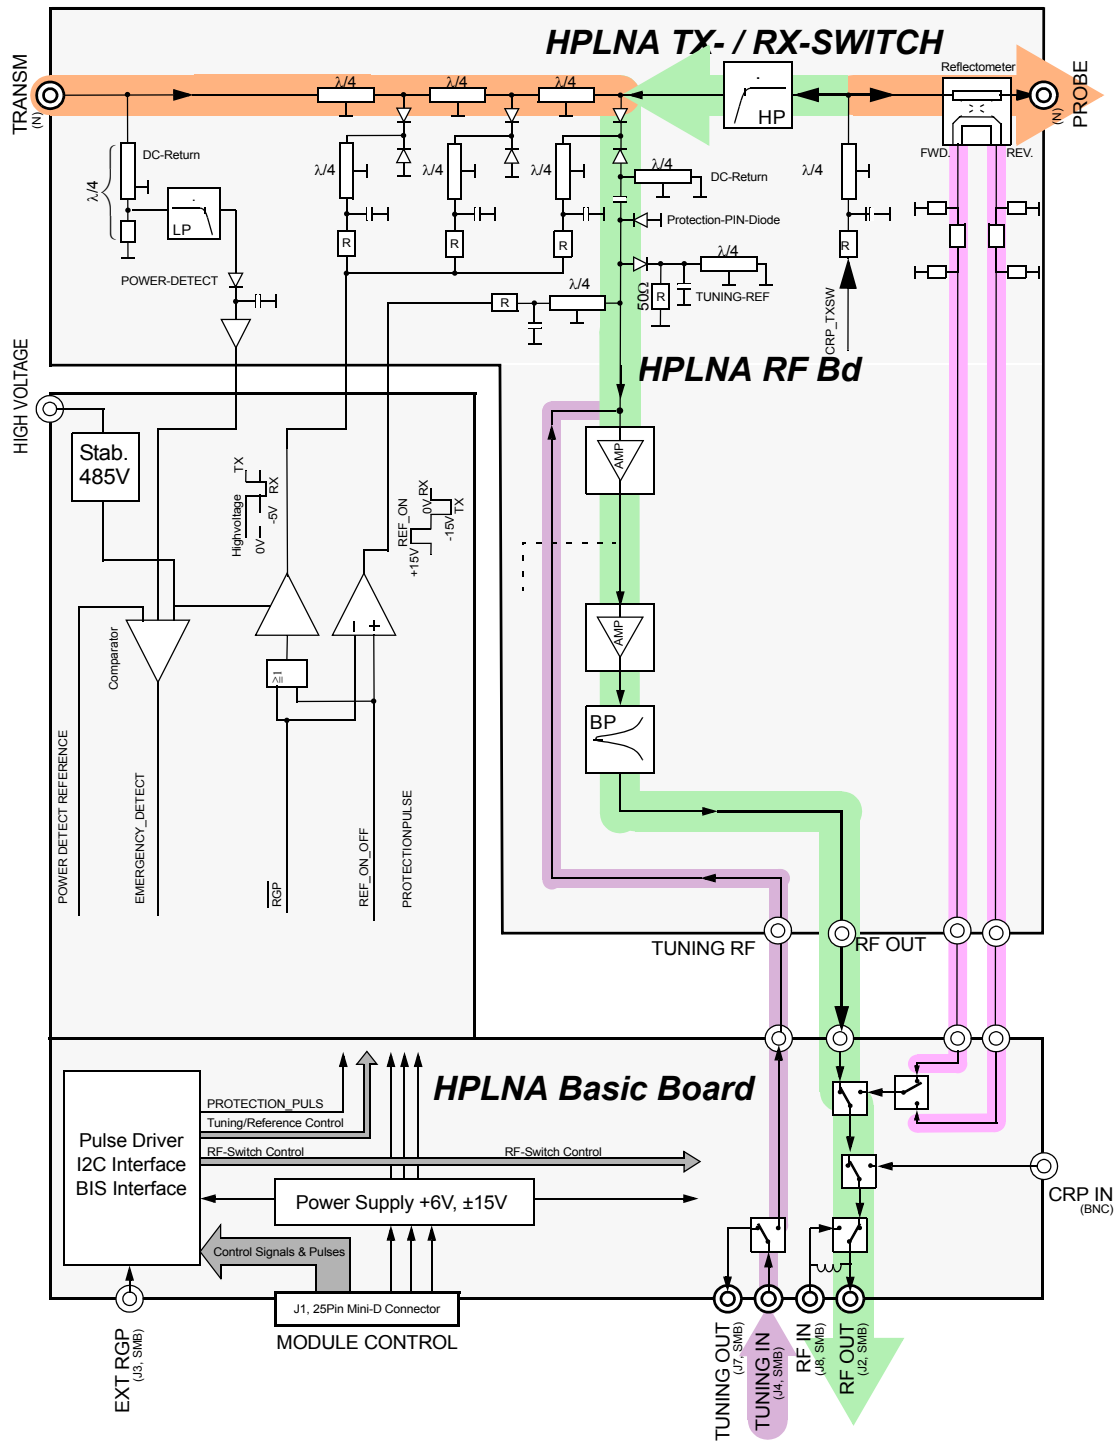 HPLNA TX- / RX-SWITCH
TRANSM
(N)
λ/4
λ/4
λ/4
HP
Reflectometer
PROBE
(N)
FWD.
REV.
DC-Return
λ/4
LP
POWER-DETECT
λ/4
λ/4
λ/4
R
R
R
λ/4
DC-Return
Protection-PIN-Diode
λ/4
50Ω
R
TUNING-REF
λ/4
R
λ/4
R
CRP_TXSW
HPLNA RF Bd
HIGH VOLTAGE
Stab.
485V
TX
RX
Highvoltage
0V
-5V
REF_ON
+15V
0V
RX
-15V
TX
AMP
AMP
BP
Comparator
≥1
POWER DETECT REFERENCE
EMERGENCY_DETECT
RGP
REF_ON_OFF
PROTECTIONPULSE
TUNING RF
RF OUT
HPLNA Basic Board
Pulse Driver
I2C Interface
BIS Interface
PROTECTION_PULS
Tuning/Reference Control
RF-Switch Control
RF-Switch Control
Power Supply +6V, ±15V
Control Signals & Pulses
J1, 25Pin Mini-D Connector
MODULE CONTROL
EXT RGP
(J3, SMB)
CRP IN
(BNC)
TUNING OUT
(J7, SMB)
TUNING IN
(J4, SMB)
RF IN
(J8, SMB)
RF OUT
(J2, SMB)